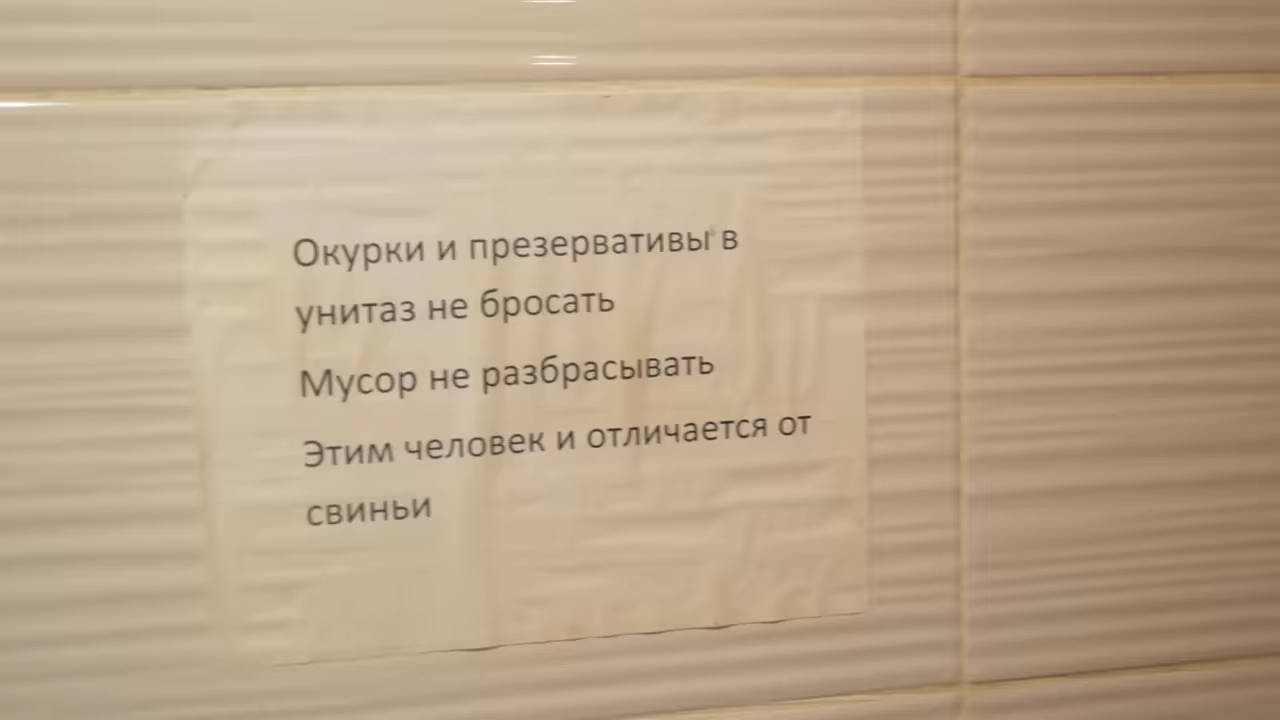 Окурки и презервативы в
унитаз не бросать
Мусор не разбрасывать
Этим человек и отличается от
свиньи